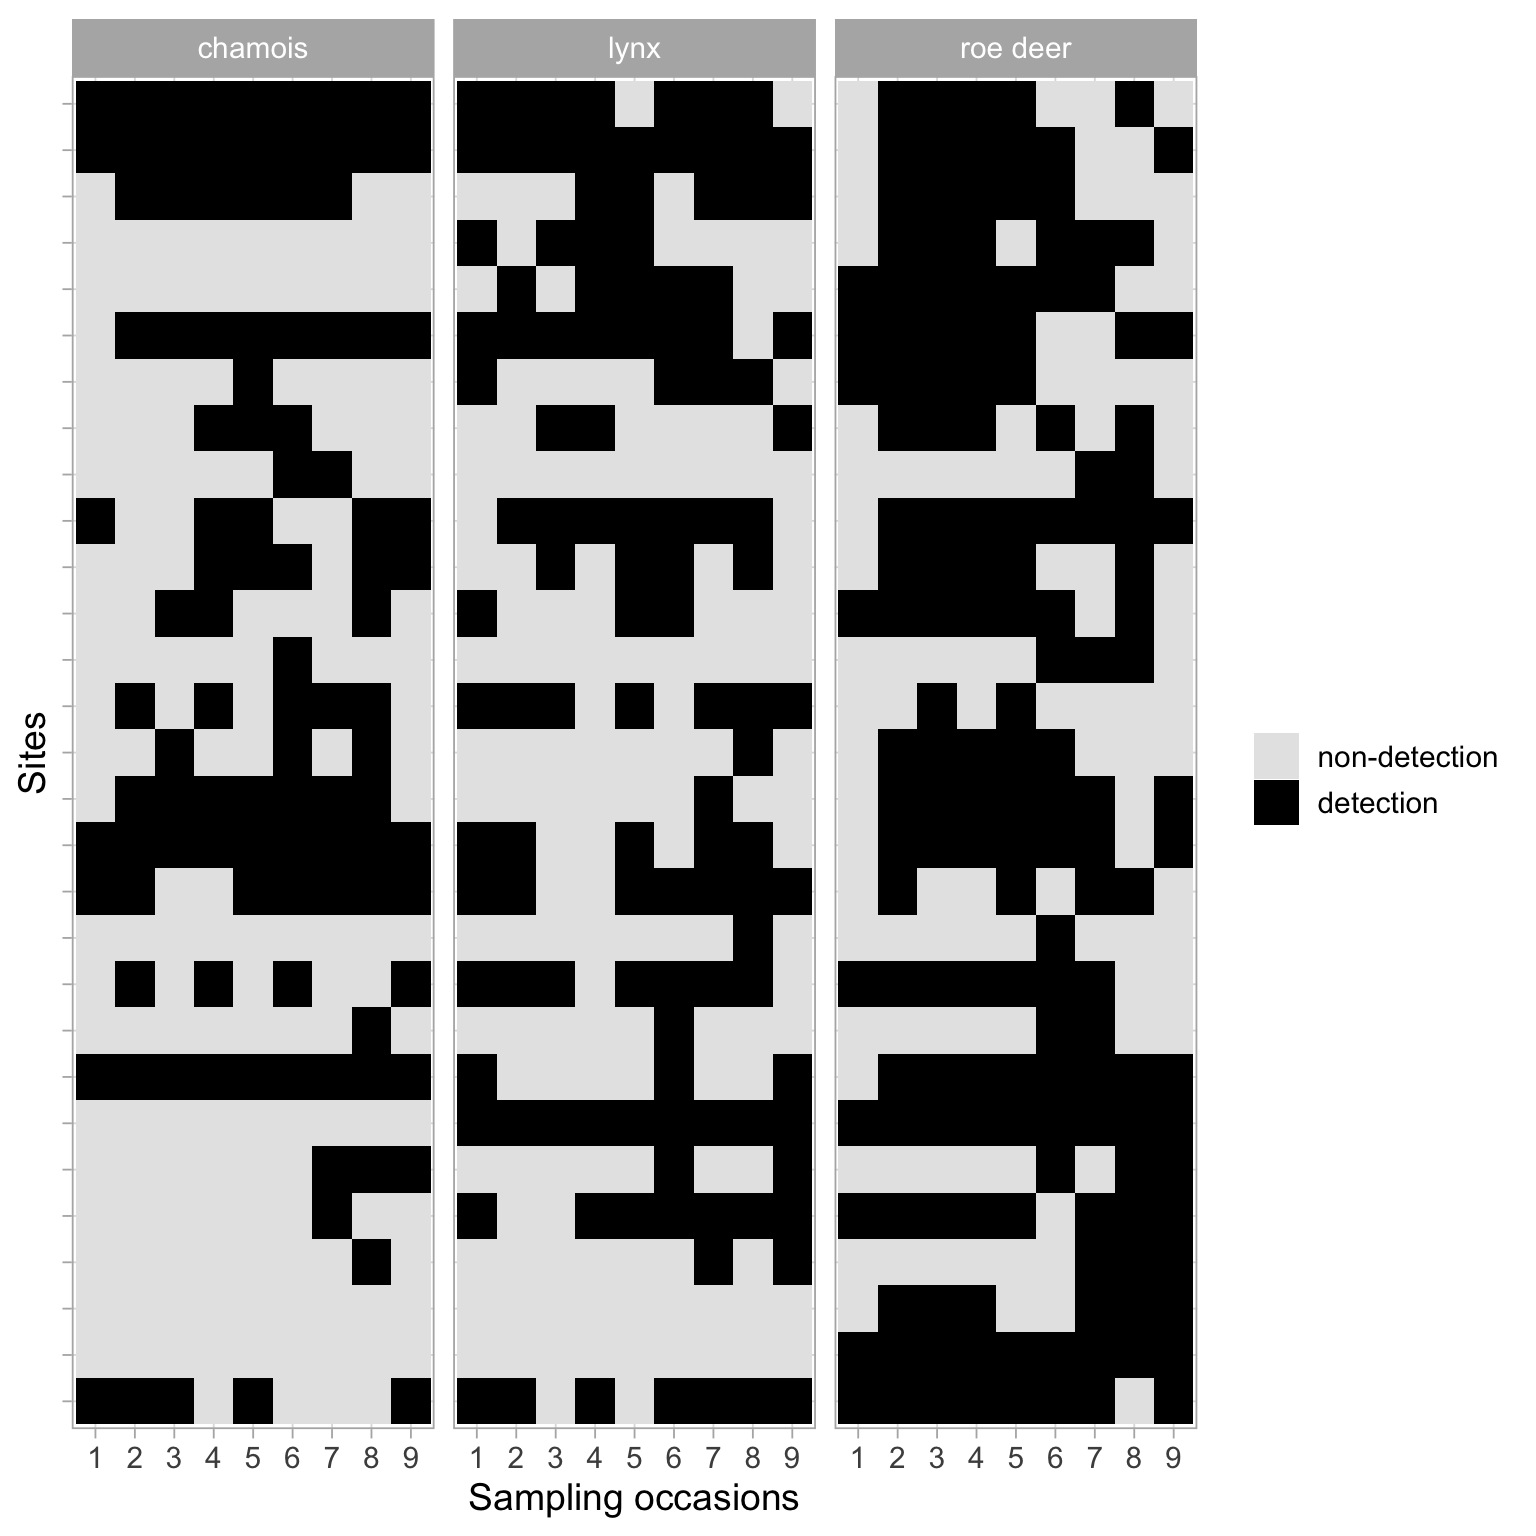 chamois lynx roe deer
Sites
non-detection
detection
1 2 3 4 5 6 7 8 9 1 2 3 4 5 6 7 8 9 1 2 3 4 5 6 7 8 9
Sampling occasions